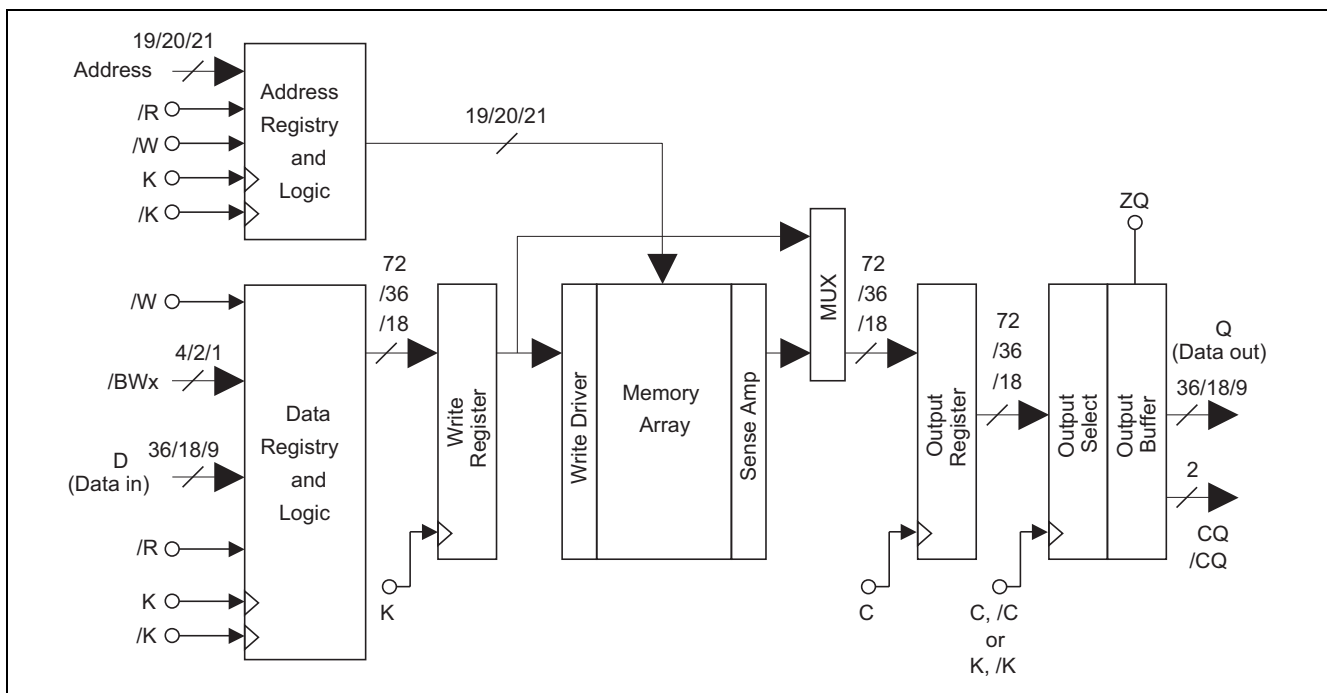 19/20/21
Address
/R
/W
K
/K
Address
Registry
and
Logic
19/20/21
ZQ
/W
4/2/1
/BWx
36/18/9
D
(Data in)
/R
K
/K
Data
Registry
and
Logic
72
/36
/18
Write
Register
K
Write Driver
Memory
Array
Sense Amp
MUX
72
/36
/18
Output
Register
C
72
/36
/18
Output
Select
Output
Buffer
C, /C
or
K, /K
Q
(Data out)
36/18/9
2
CQ
/CQ